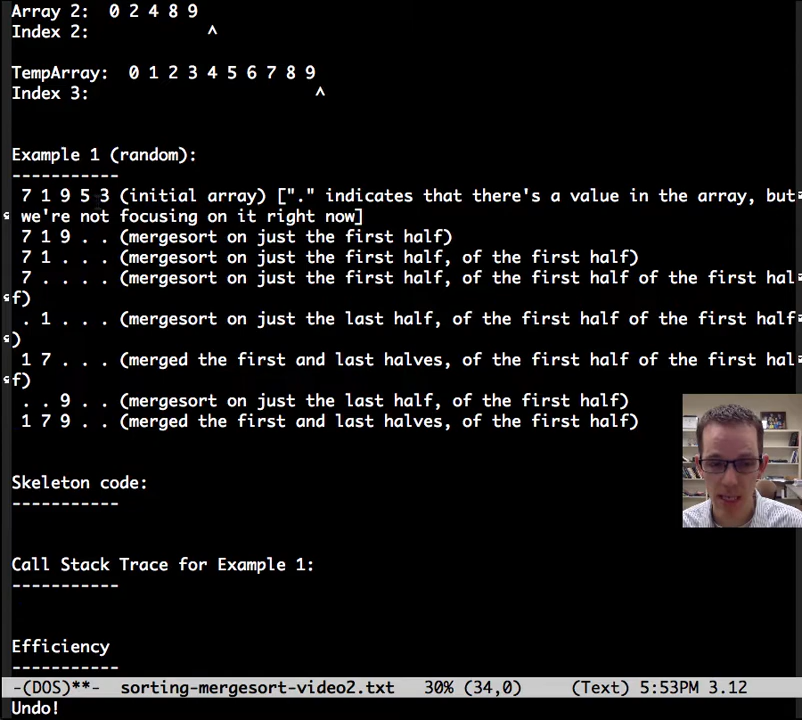 Array 2:  0 2 4 8 9
Index 2:            ^
TempArray:  0 1 2 3 4 5 6 7 8 9
Index 3:                       ^
Example 1 (random):
-----------
 7 1 9 5 3 (initial array) ["." indicates that there's a value in the array, but
 we're not focusing on it right now]
 7 1 9 . . (mergesort on just the first half)
 7 1 . . . (mergesort on just the first half, of the first half)
 7 . . . . (mergesort on just the first half, of the first half of the first hal
f)
 . 1 . . . (mergesort on just the last half, of the first half of the first half
)
 1 7 . . . (merged the first and last halves, of the first half of the first hal
f)
 . . 9 . . (mergesort on just the last half, of the first half)
 1 7 9 . . (merged the first and last halves, of the first half)
Skeleton code:
-----------
Call Stack Trace for Example 1:
-----------
Efficiency
-----------
-(DOS)**-  sorting-mergesort-video2.txt   30% (34,0)     (Text) 5:53PM 3.12
Undo!